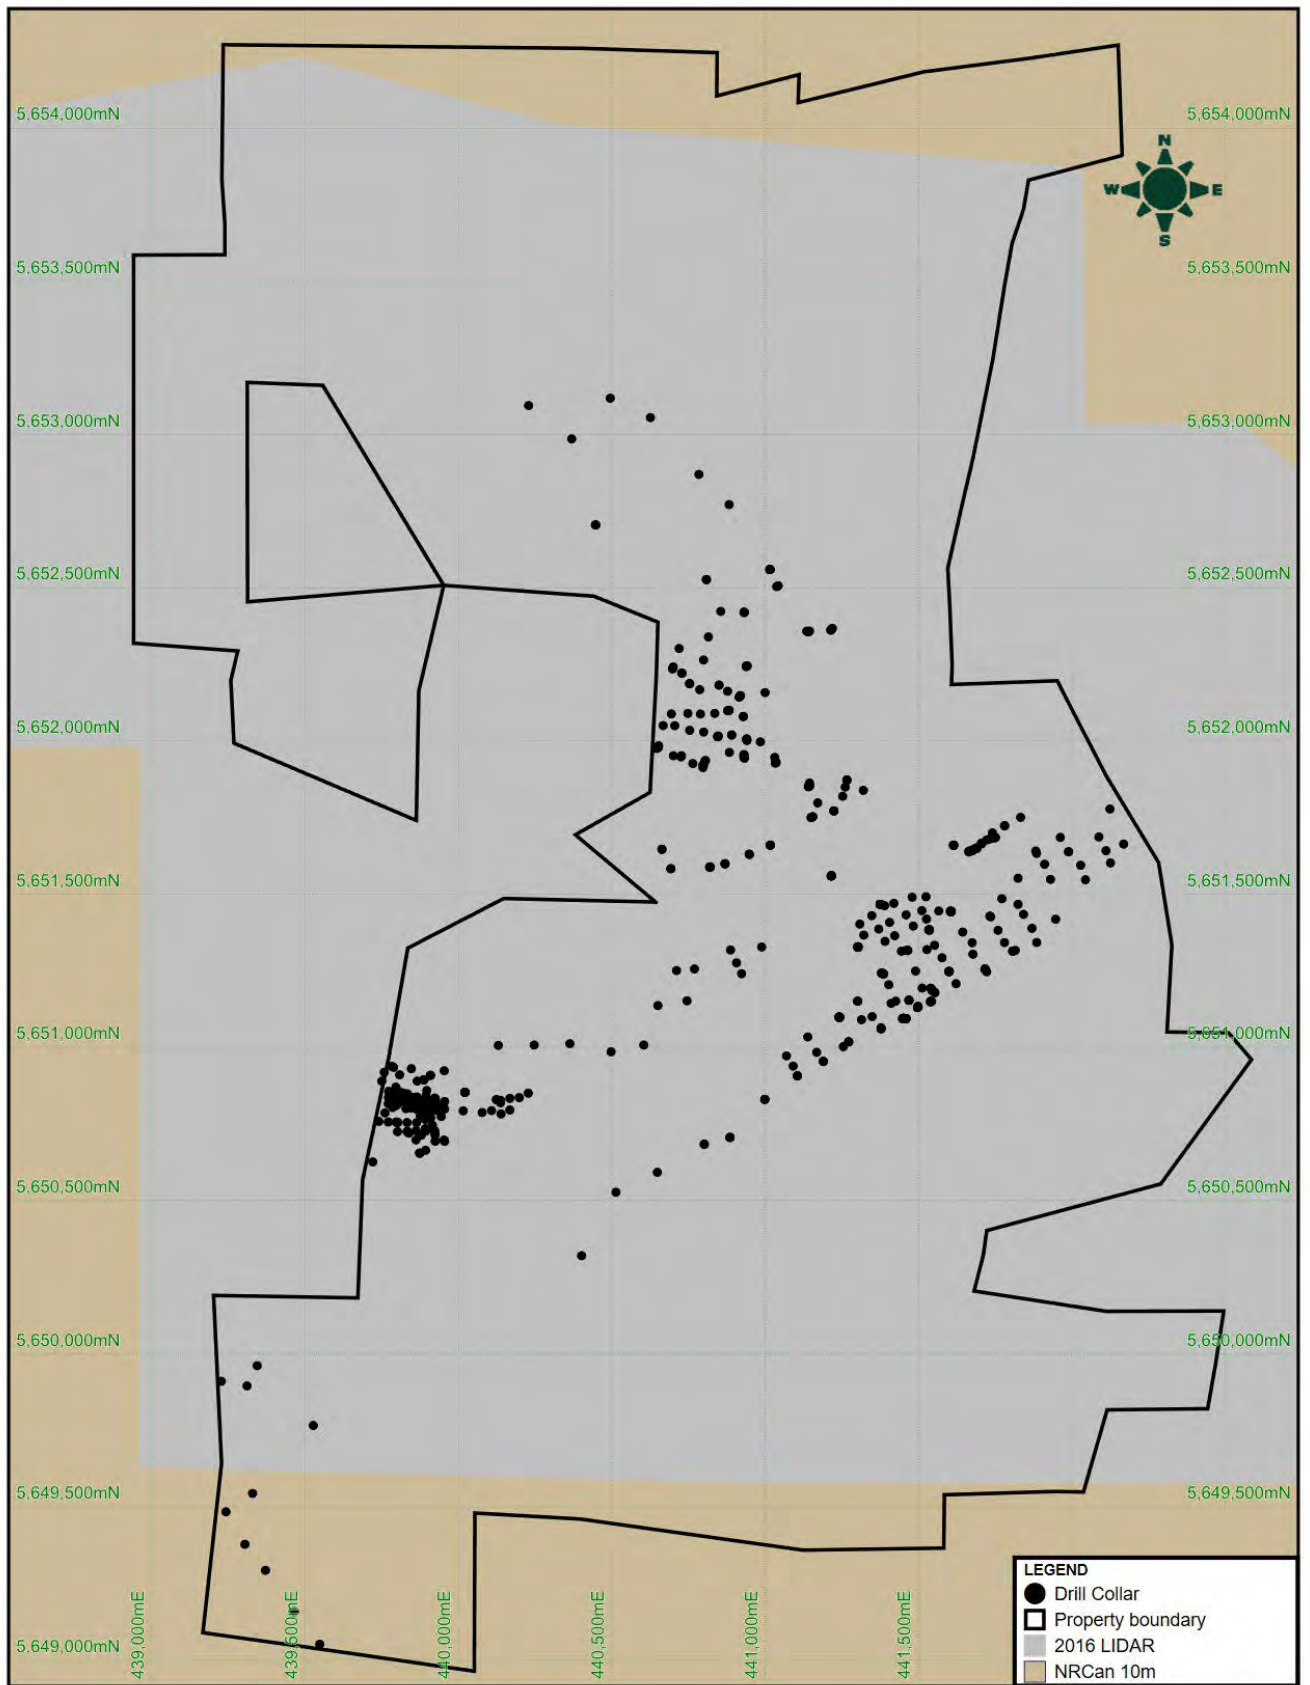 5,654,000mN 5,654,000mN
N
W E
S
5,653,500mN 5,653,500mN
5,653,000mN 5,653,000mN
5,652,500mN 5,652,500mN
5,652,000mN 5,652,000mN
5,651,500mN 5,651,500mN
5,651,000mN 5,651,000mN
5,650,500mN 5,650,500mN
5,650,000mN 5,650,000mN
5,649,500mN 5,649,500mN
5,649,000mN
439,000mE
439,500mE
440,000mE
440,500mE
441,000mE
441,500mE
LEGEND
Drill Collar
Property boundary
2016 LIDAR
NRCan 10m